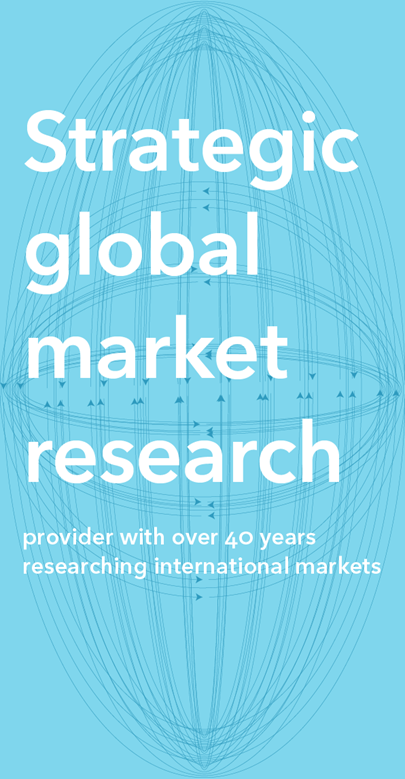 Strategic
global
market
research
provider with over 40 years
researching international markets